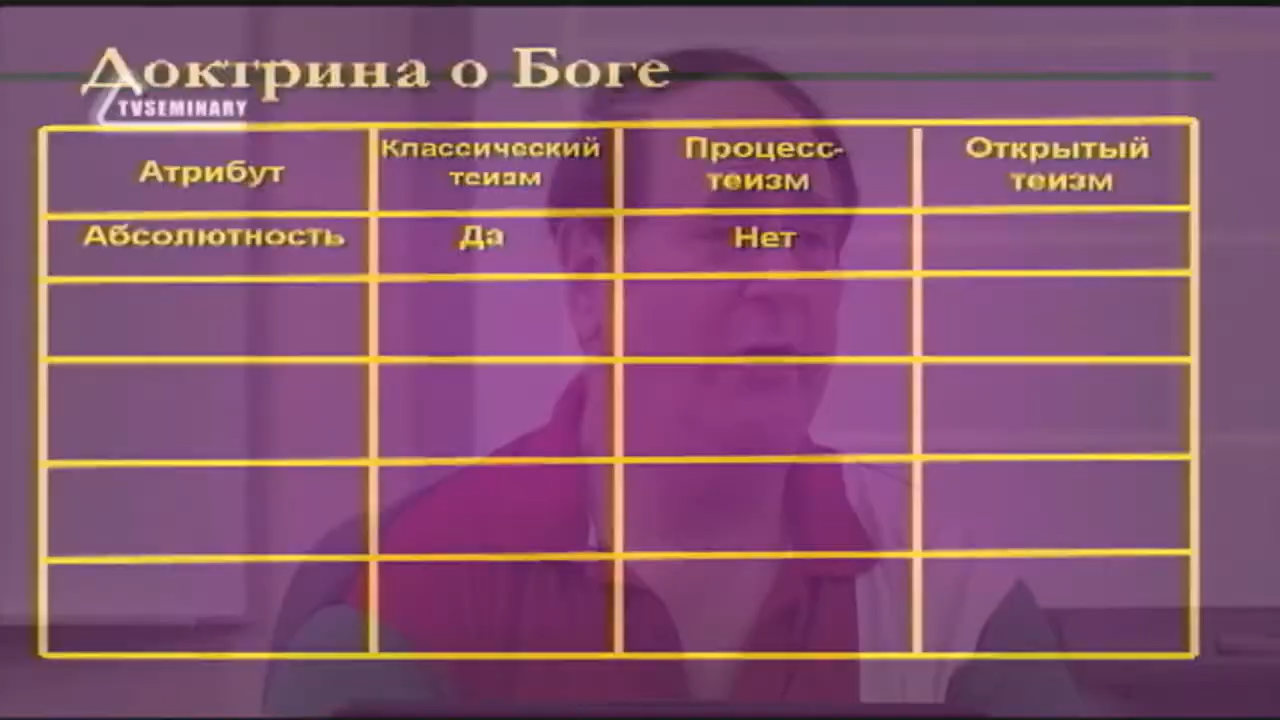 Доктрина о Боге
TVSEMINARY
Атрибут
Классический
теизм
Процесс-
теизм
Открытый
теизм
Абсолютность
Да
Нет